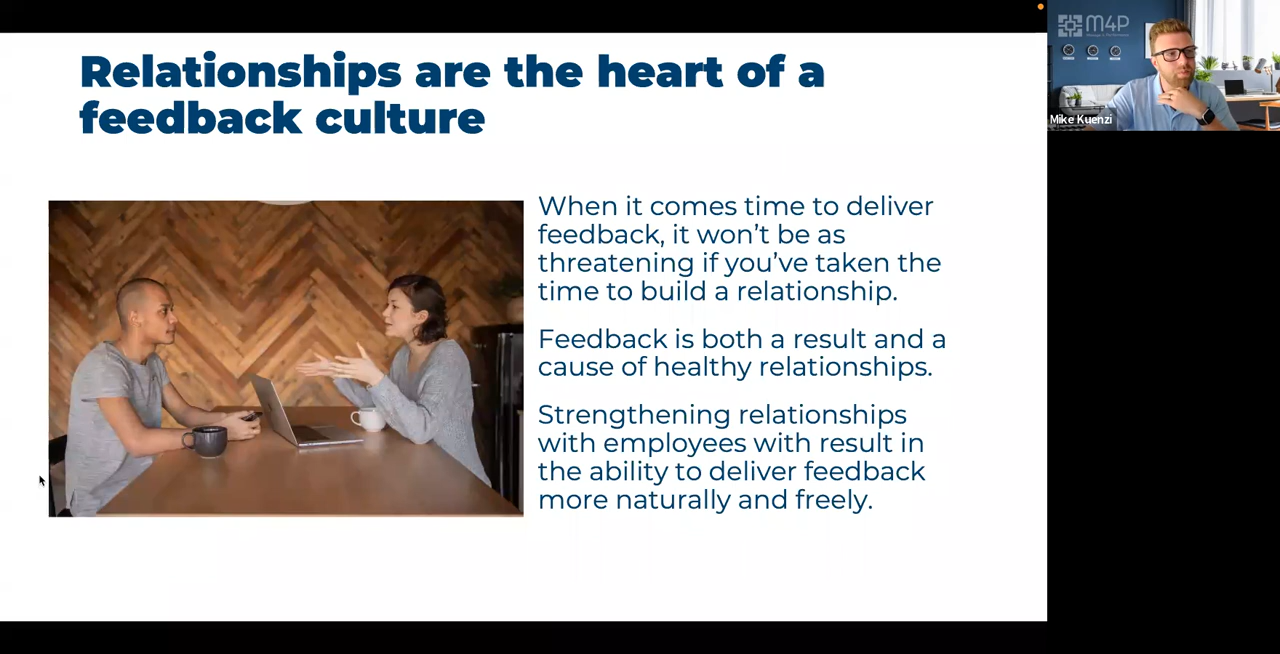 Relationships are the heart of a
feedback culture
When it comes time to deliver
feedback, it won't be as
threatening if you've taken the
time to build a relationship.
Feedback is both a result and a
cause of healthy relationships.
Strengthening relationships
with employees with result in
the ability to deliver feedback
more naturally and freely.
M4P
Mike Kuenzi